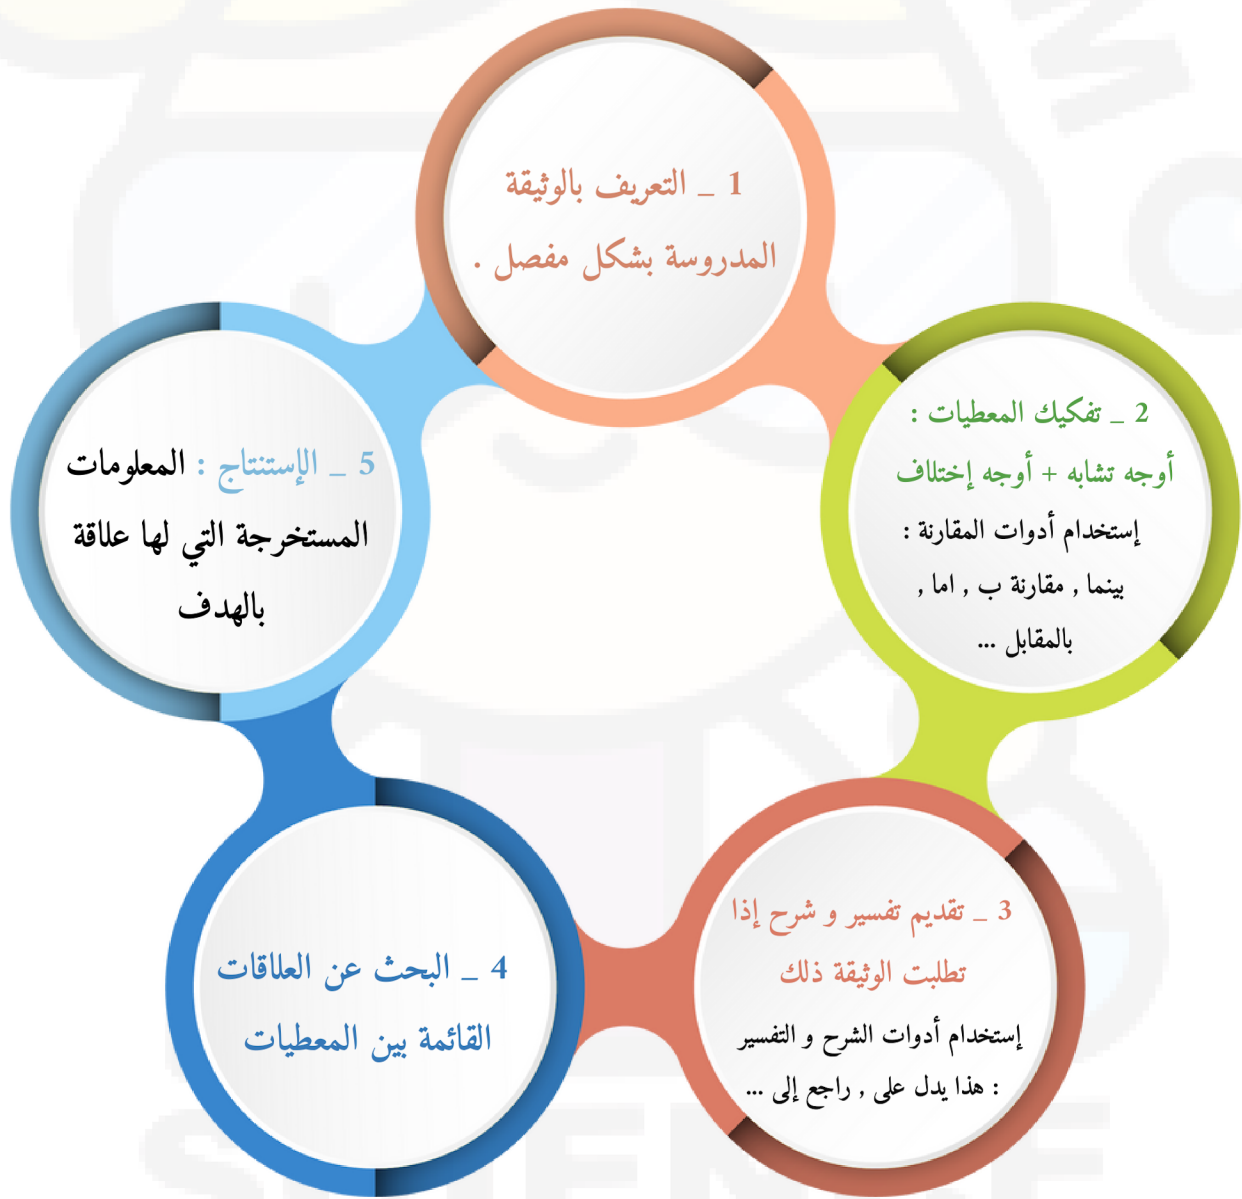 1 _ التعريف بالوثيقة
المدروسة بشكل مفصل .
2 _ تفكيك المعطيات :
أوجه تشابه + أوجه إختلاف
إستخدام أدوات المقارنة :
بينما , مقارنة ب , اما ,
بالمقابل ...
3 _ تقديم تفسير و شرح إذا
تطلبت الوثيقة ذلك
إستخدام أدوات الشرح و التفسير
: هذا يدل على , راجع إلى ...
4 _ البحث عن العلاقات
القائمة بين المعطيات
5 _ الإستنتاج : المعلومات
المستخرجة التي لها علاقة
بالهدف